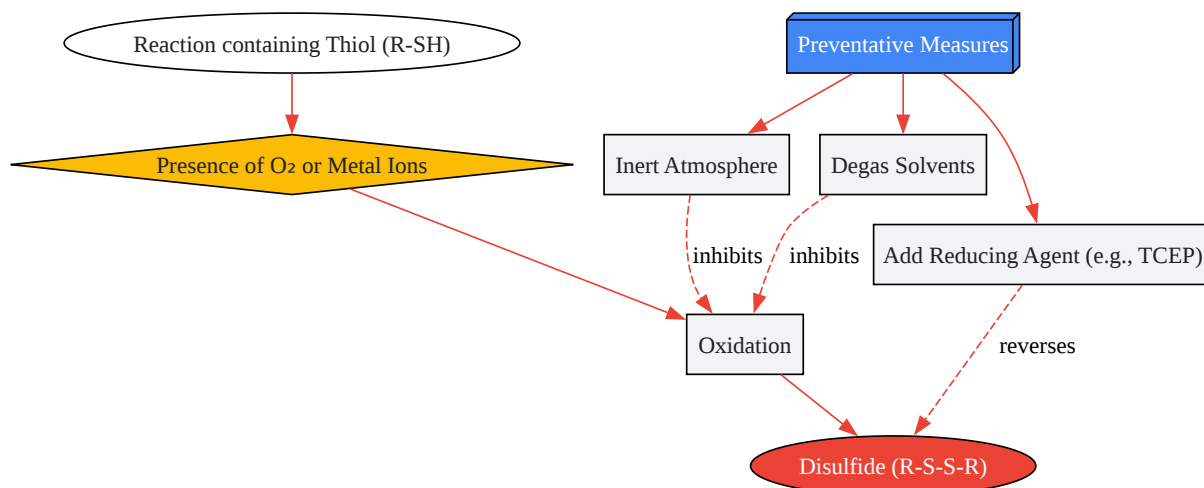 Reaction containing Thiol (R-SH)
Preventative Measures
Presence of O₂ or Metal Ions
Inert Atmosphere
Degas Solvents
Add Reducing Agent (e.g., TCEP)
inhibits
inhibits
Oxidation
reverses
Disulfide (R-S-S-R)